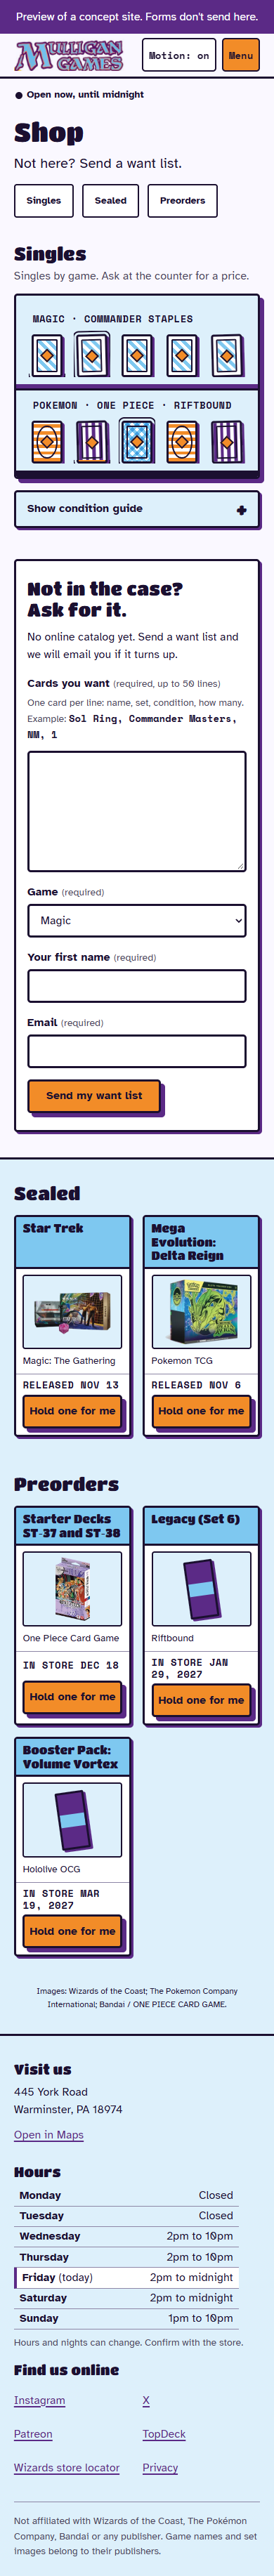 Preview of a concept site. Forms don't send here.
MULLIGAN
GAMES
Motion: on
Menu
Open now, until midnight
Shop
Not here? Send a want list.
Singles
Sealed
Preorders
Singles
Singles by game. Ask at the counter for a price.
MAGIC · COMMANDER STAPLES
POKEMON · ONE PIECE · RIFTBOUND
Show condition guide
Not in the case?
Ask for it.
No online catalog yet. Send a want list and
we will email you if it turns up.
Cards you want (required, up to 50 lines)
One card per line: name, set, condition, how many.
Example: Sol Ring, Commander Masters,
NM, 1
Game (required)
Magic
Your first name (required)
Email (required)
Send my want list
Sealed
Star Trek
Magic: The Gathering
RELEASED NOV 13
Hold one for me
Mega
Evolution:
Delta Reign
Pokemon TCG
RELEASED NOV 6
Hold one for me
Preorders
Starter Decks
ST-37 and ST-38
One Piece Card Game
IN STORE DEC 18
Hold one for me
Legacy (Set 6)
Riftbound
IN STORE JAN
29, 2027
Hold one for me
Booster Pack:
Volume Vortex
Hololive OCG
IN STORE MAR
19, 2027
Hold one for me
Images: Wizards of the Coast; The Pokemon Company
International; Bandai / ONE PIECE CARD GAME.
Visit us
445 York Road
Warminster, PA 18974
Open in Maps
Hours
Monday Closed
Tuesday Closed
Wednesday 2pm to 10pm
Thursday 2pm to 10pm
Friday (today) 2pm to midnight
Saturday 2pm to midnight
Sunday 1pm to 10pm
Hours and nights can change. Confirm with the store.
Find us online
Instagram
X
Patreon
TopDeck
Wizards store locator
Privacy
Not affiliated with Wizards of the Coast, The Pokémon
Company, Bandai or any publisher. Game names and set
images belong to their publishers.